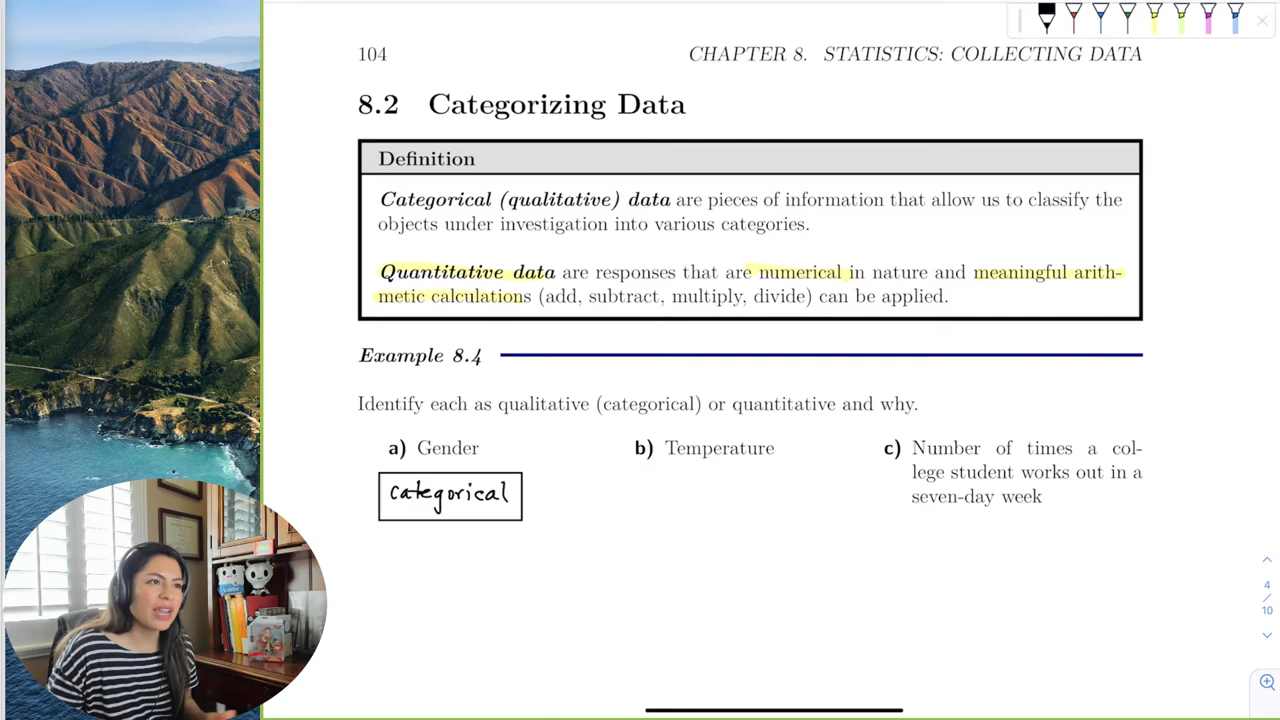 104 CHAPTER 8. STATISTICS: COLLECTING DATA
8.2 Categorizing Data
Definition
Categorical (qualitative) data are pieces of information that allow us to classify the
objects under investigation into various categories.
Quantitative data are responses that are numerical in nature and meaningful arith-
metic calculations (add, subtract, multiply, divide) can be applied.
Example 8.4
Identify each as qualitative (categorical) or quantitative and why.
a) Gender
categorical
b) Temperature
c) Number of times a col-
lege student works out in a
seven-day week
4
/
10